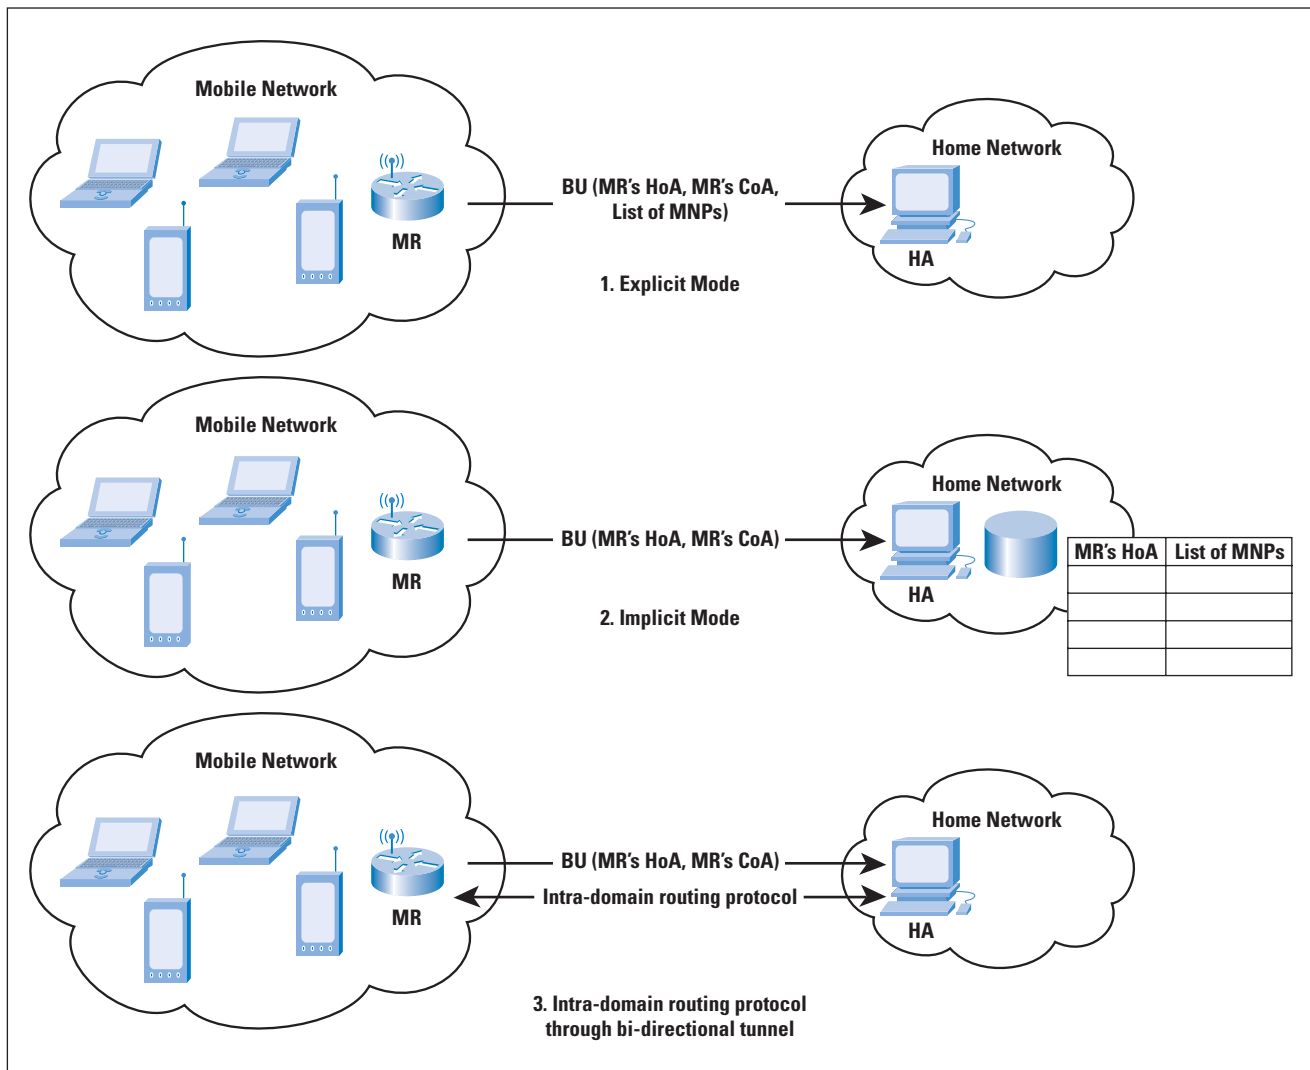 Mobile Network
Home Network
BU (MR's HoA, MR's CoA,
List of MNPs)
MR
HA
1. Explicit Mode
Mobile Network
Home Network
BU (MR's HoA, MR's CoA)
MR's HoA
List of MNPs
MR
HA
2. Implicit Mode
Mobile Network
Home Network
BU (MR's HoA, MR's CoA)
Intra-domain routing protocol
MR
HA
3. Intra-domain routing protocol
through bi-directional tunnel